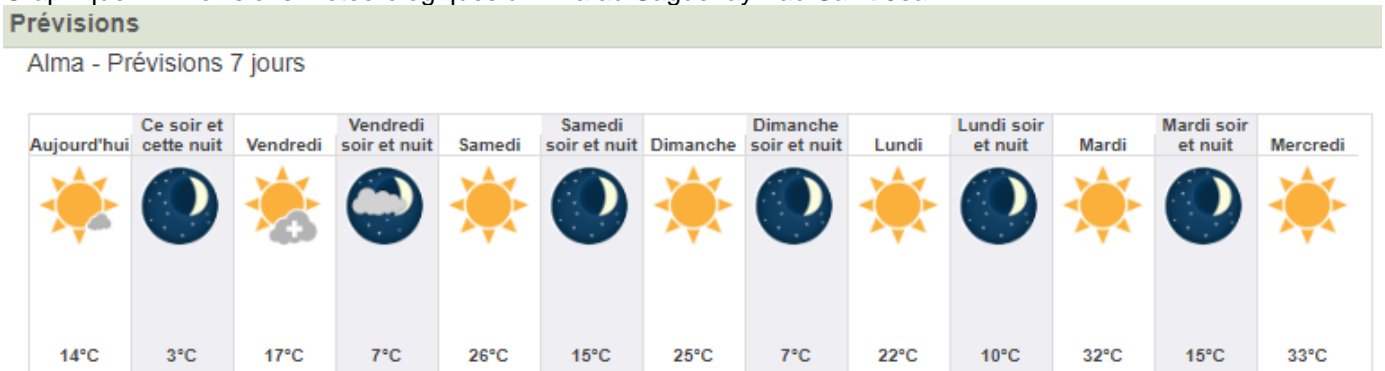 Prévisions
Alma - Prévisions 7 jours
Aujourd'hui
Ce soir et
cette nuit
Vendredi
Vendredi
soir et nuit
Samedi
Samedi
soir et nuit
Dimanche
Dimanche
soir et nuit
Lundi
Lundi soir
et nuit
Mardi
Mardi soir
et nuit
Mercredi
14°C 3°C 17°C 7°C 26°C 15°C 25°C 7°C 22°C 10°C 32°C 15°C 33°C